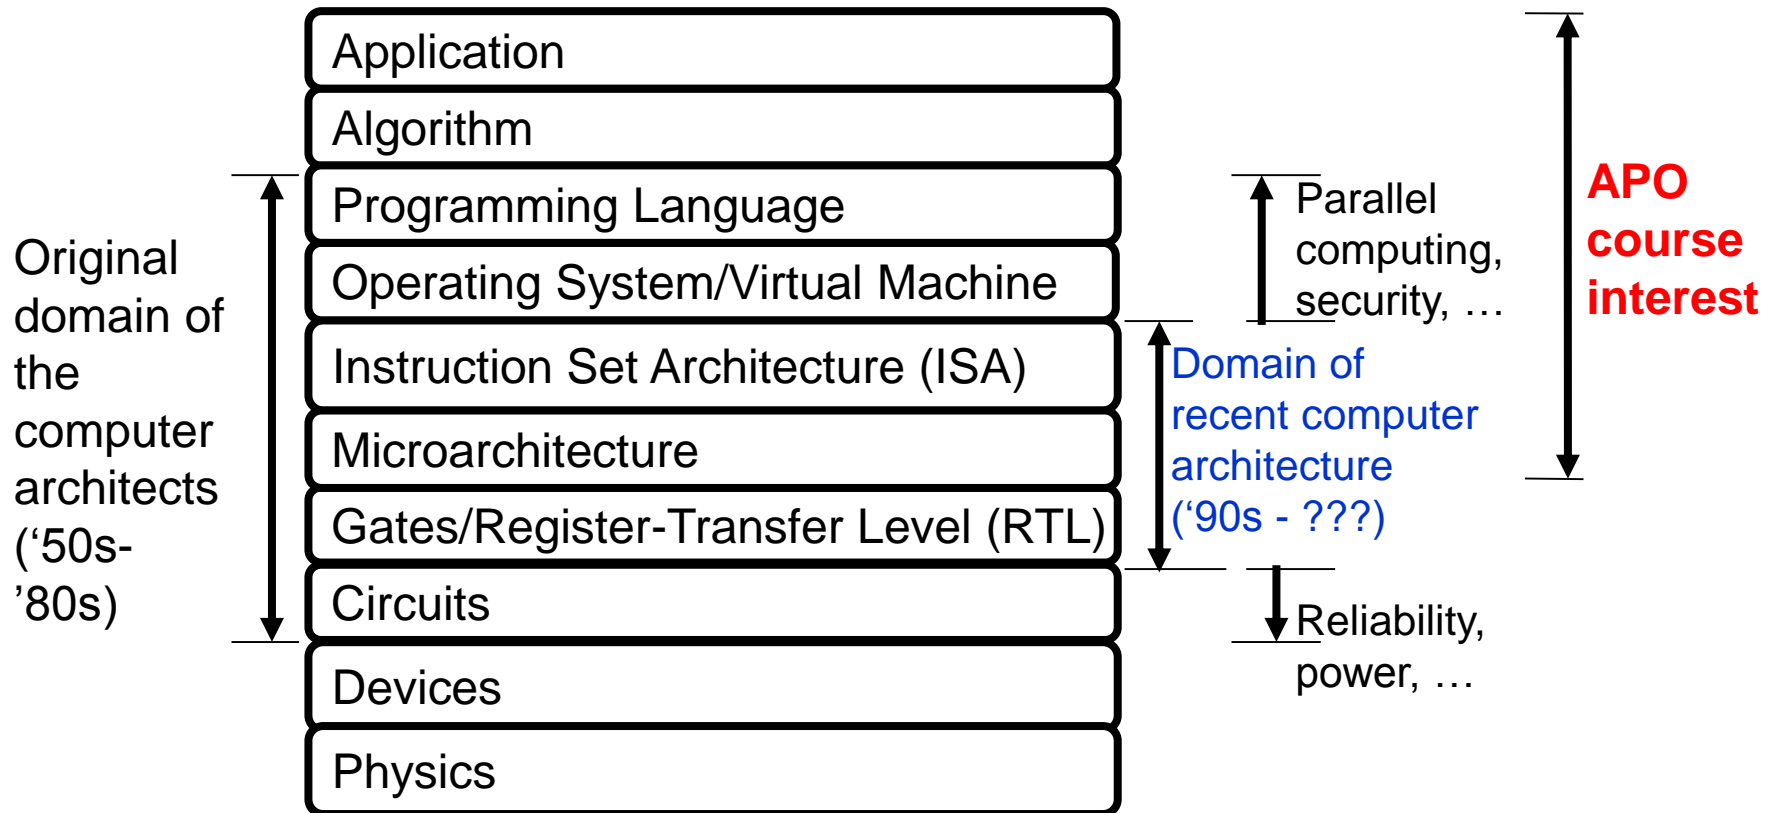 Application
Algorithm
Programming Language
Operating System/Virtual Machine
Instruction Set Architecture (ISA)
Microarchitecture
Gates/Register-Transfer Level (RTL)
Circuits
Devices
Physics
Original
domain of
the
computer
architects
(‘50s-
’80s)
Parallel
computing,
security, …
Domain of
recent computer
architecture
(‘90s - ???)
Reliability,
power, …
APO
course
interest